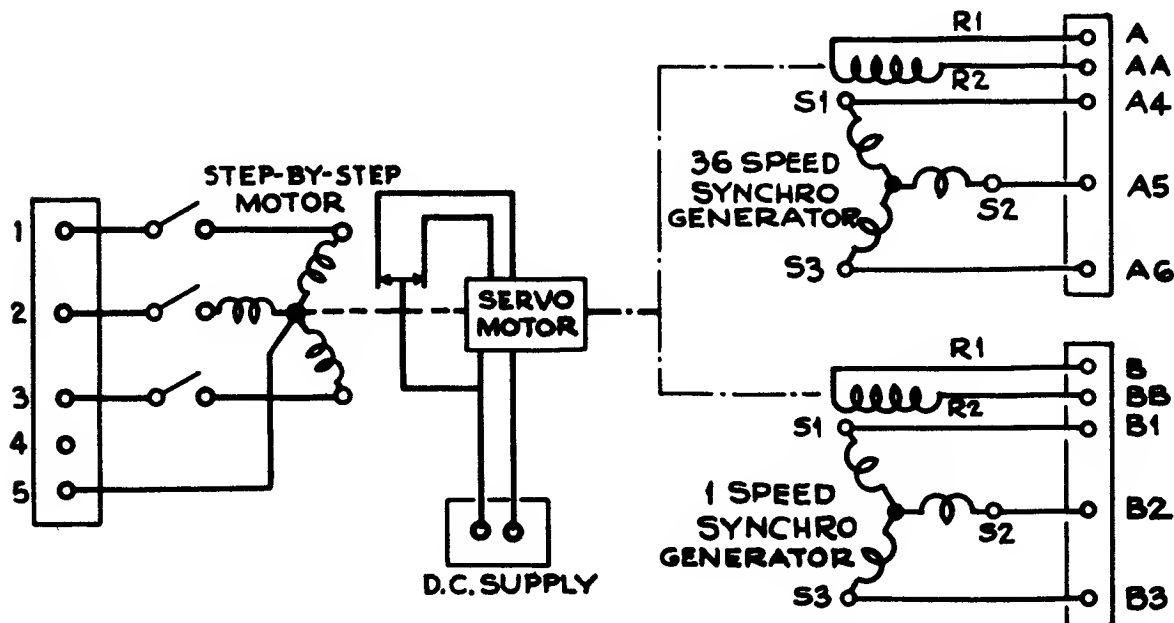 1
2
3
4
5
STEP-BY-STEP
MOTOR
SERVO
MOTOR
D.C. SUPPLY
R1
R2
S1
36 SPEED
SYNCHRO
GENERATOR
S2
S3
A
AA
A4
A5
A6
R1
R2
S1
1 SPEED
SYNCHRO
GENERATOR
S2
S3
B
BB
B1
B2
B3